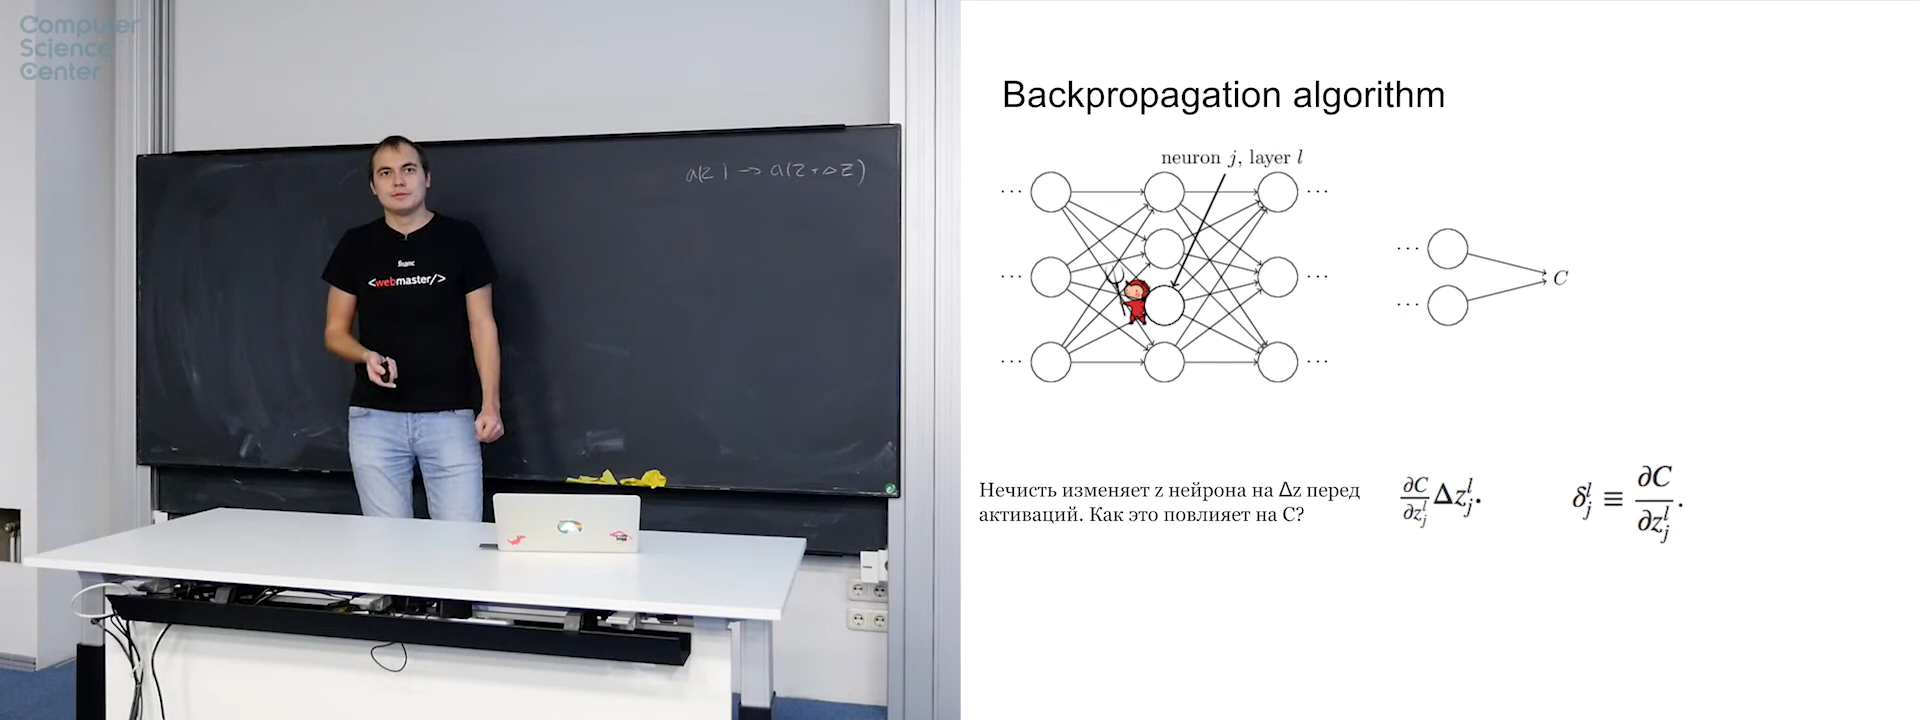 Computer
Science
Center
a(z) → a(z+Δz)
Яндекс
<webmaster/>
Backpropagation algorithm
neuron j, layer l
... ...
... ...
... ...
...
... C
Нечисть изменяет z нейрона на Δz перед
активаций. Как это повлияет на C?
∂C/∂z_j^l Δz_j^l.
δ_j^l ≡ ∂C/∂z_j^l.